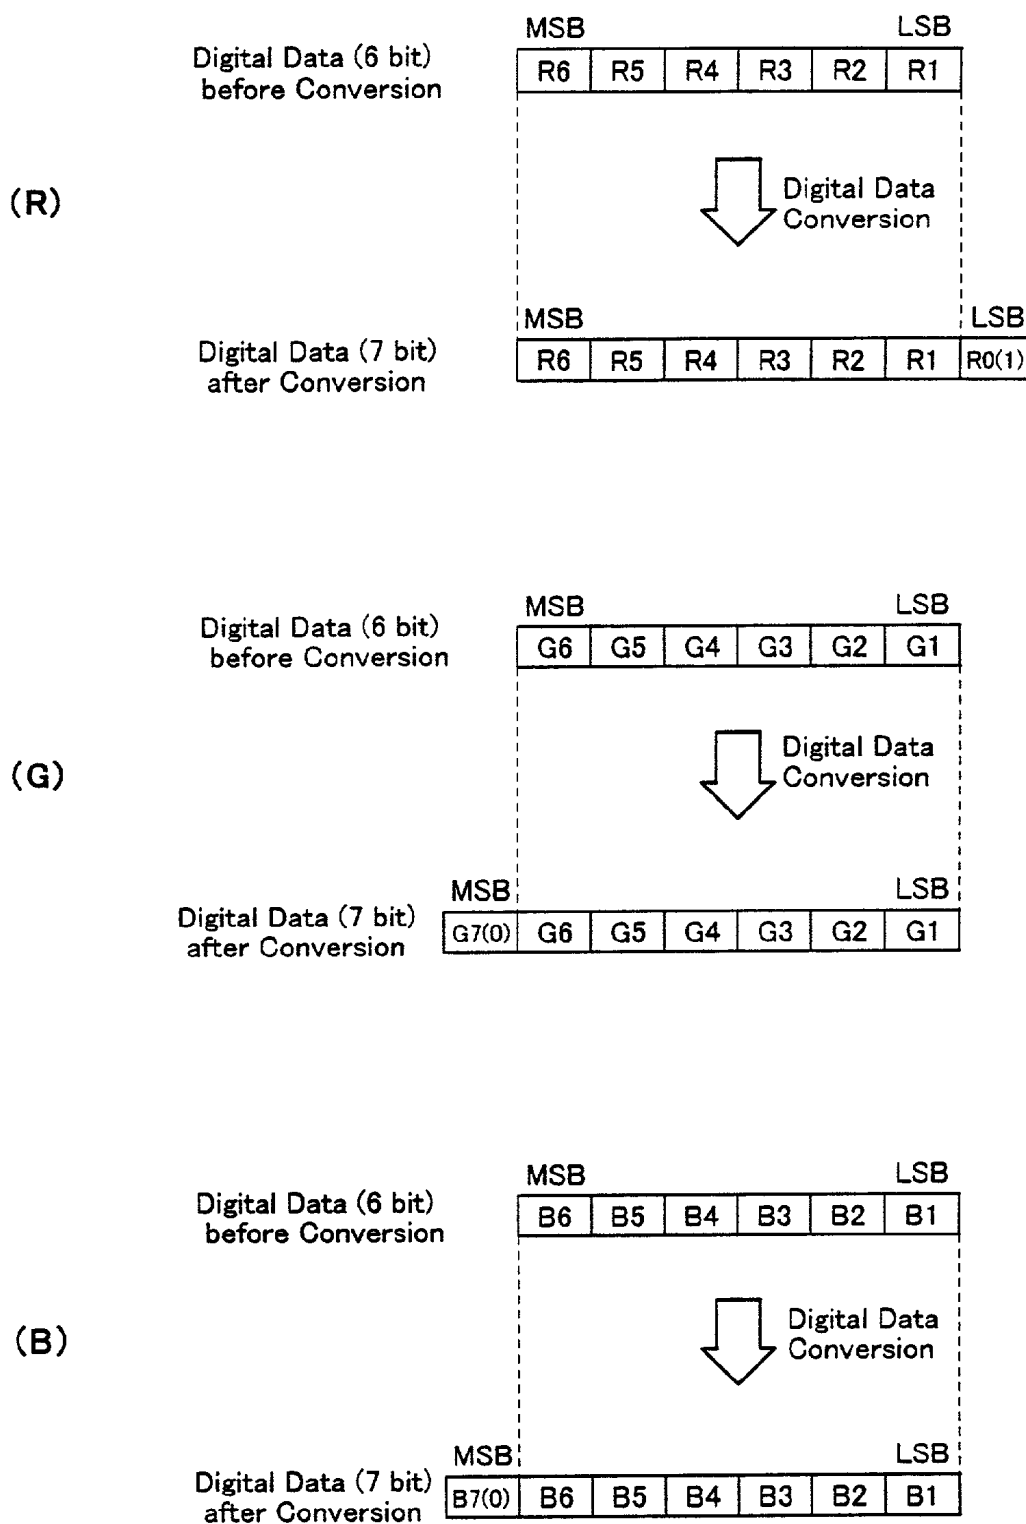 MSB LSB
Digital Data (6 bit)
before Conversion
R6 R5 R4 R3 R2 R1
(R)
Digital Data
Conversion
MSB LSB
Digital Data (7 bit)
after Conversion
R6 R5 R4 R3 R2 R1 R0(1)
MSB LSB
Digital Data (6 bit)
before Conversion
G6 G5 G4 G3 G2 G1
(G)
Digital Data
Conversion
MSB LSB
Digital Data (7 bit)
after Conversion
G7(0) G6 G5 G4 G3 G2 G1
MSB LSB
Digital Data (6 bit)
before Conversion
B6 B5 B4 B3 B2 B1
(B)
Digital Data
Conversion
MSB LSB
Digital Data (7 bit)
after Conversion
B7(0) B6 B5 B4 B3 B2 B1